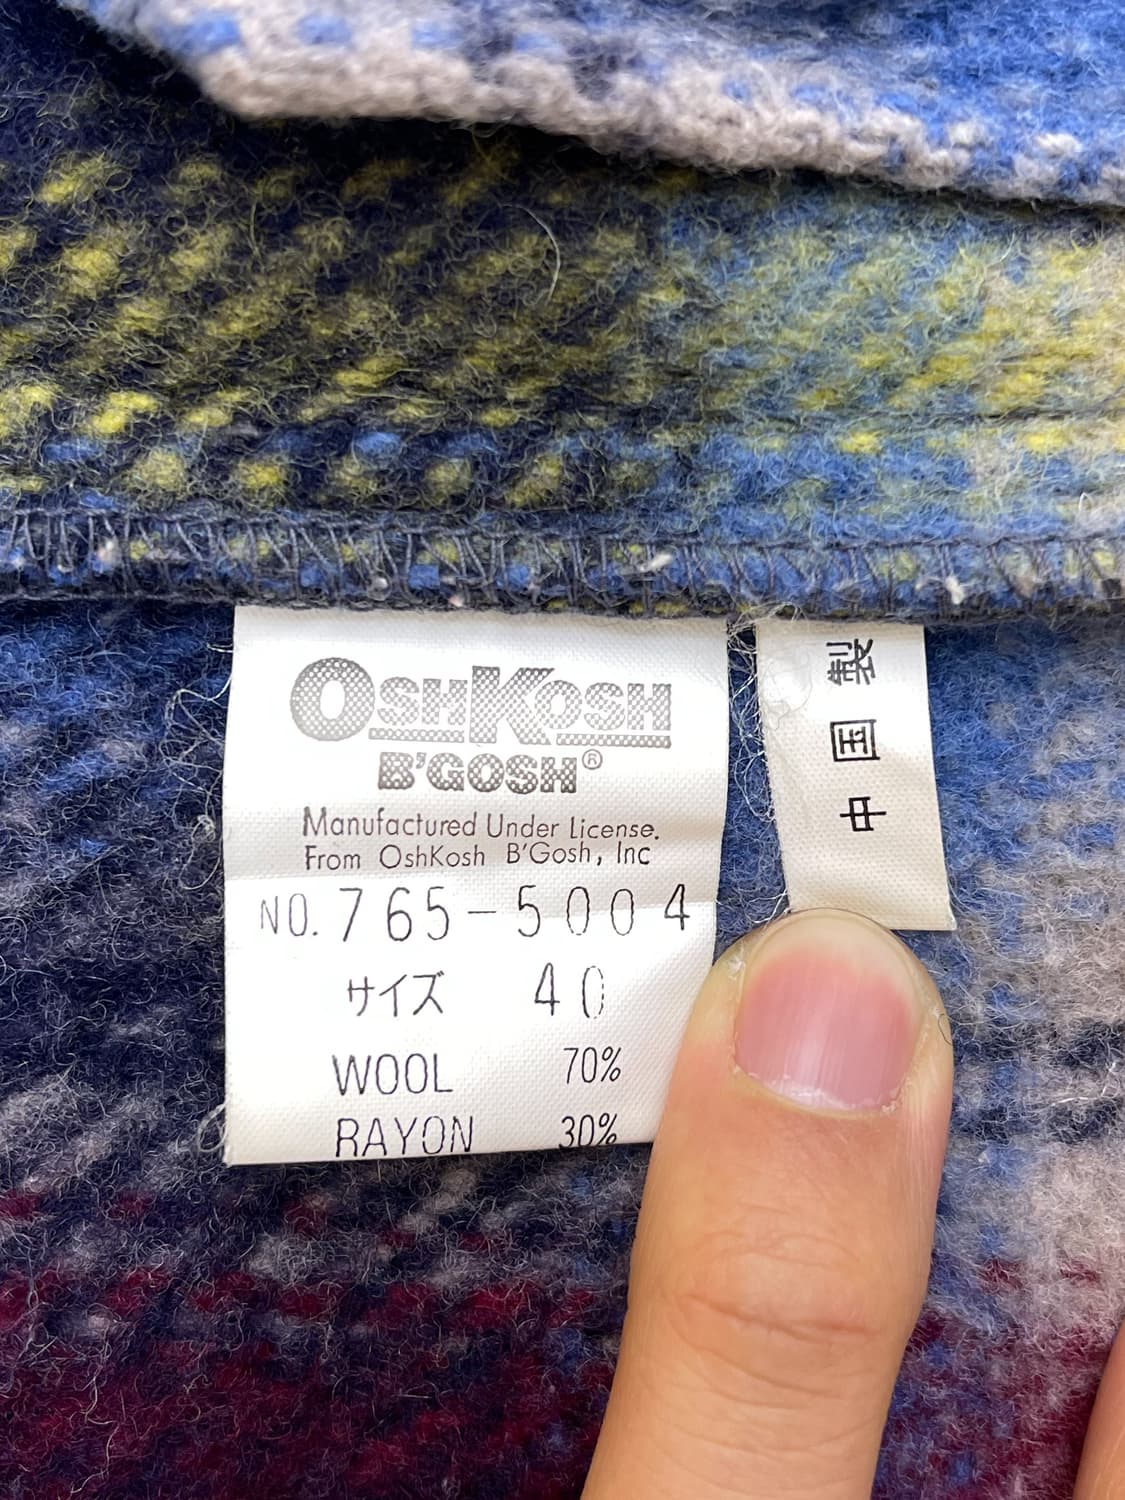 OSHKOSH
B'GOSH®
Manufactured Under License.
From OshKosh B'Gosh, Inc
NO. 765-5004
サイズ 40
WOOL 70%
RAYON 30%
中国製